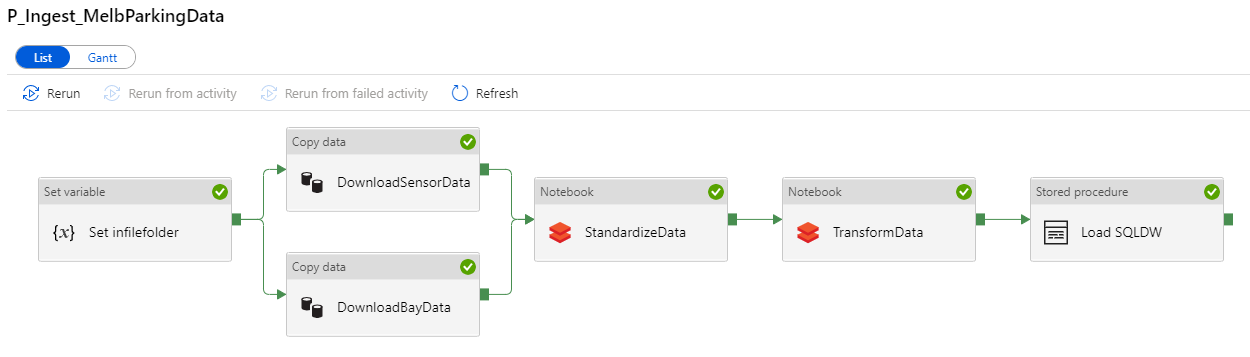 P_Ingest_MelbParkingData
List Gantt
Rerun Rerun from activity Rerun from failed activity Refresh
Set variable
{x} Set infilefolder
Copy data
DownloadSensorData
Copy data
DownloadBayData
Notebook
StandardizeData
Notebook
TransformData
Stored procedure
Load SQLDW